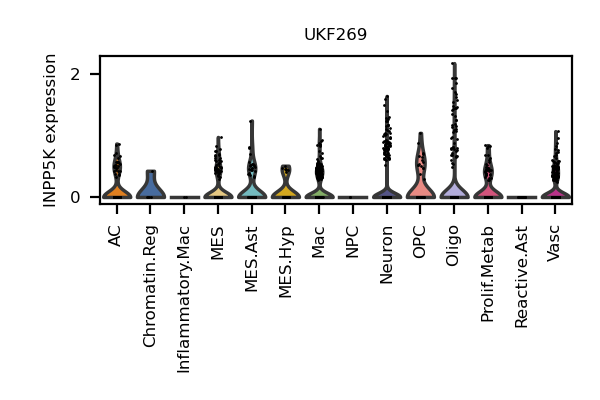 UKF269
INPP5K expression
2
0
AC
Chromatin.Reg
Inflammatory.Mac
MES
MES.Ast
MES.Hyp
Mac
NPC
Neuron
OPC
Oligo
Prolif.Metab
Reactive.Ast
Vasc